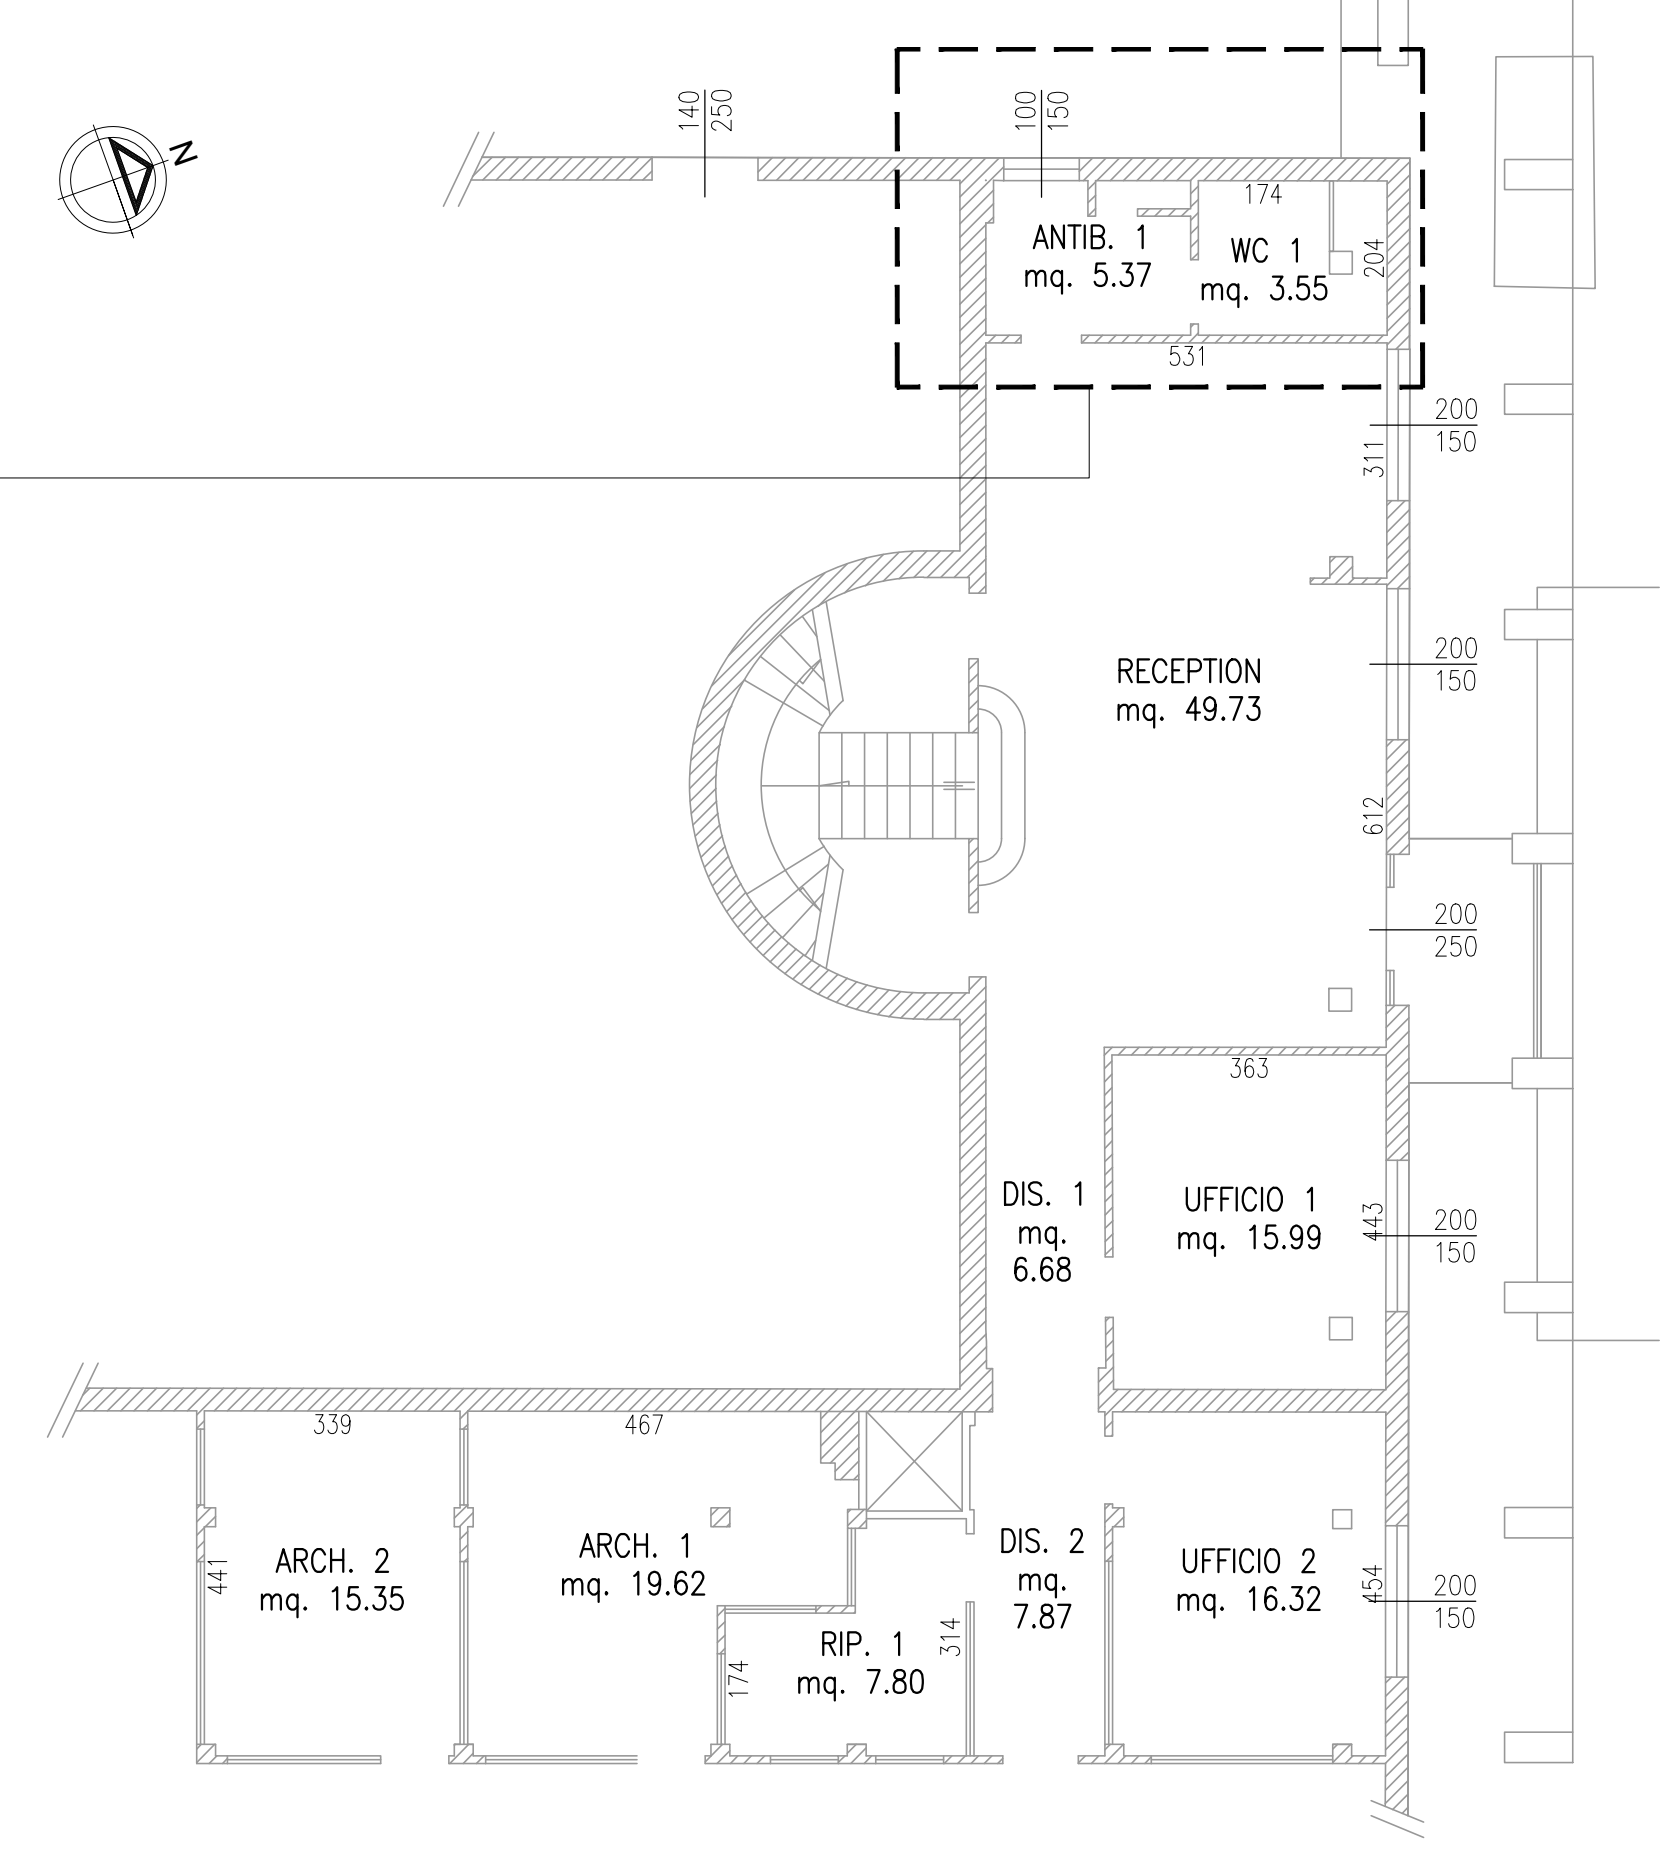 140
250
100
150
N
174
ANTIB. 1
mq. 5.37
WC 1
mq. 3.55
204
531
200
150
311
RECEPTION
mq. 49.73
200
150
612
200
250
363
DIS. 1
mq.
6.68
UFFICIO 1
mq. 15.99
443
200
150
339
467
ARCH. 2
mq. 15.35
441
ARCH. 1
mq. 19.62
DIS. 2
mq.
7.87
UFFICIO 2
mq. 16.32
454
200
150
RIP. 1
mq. 7.80
174
314